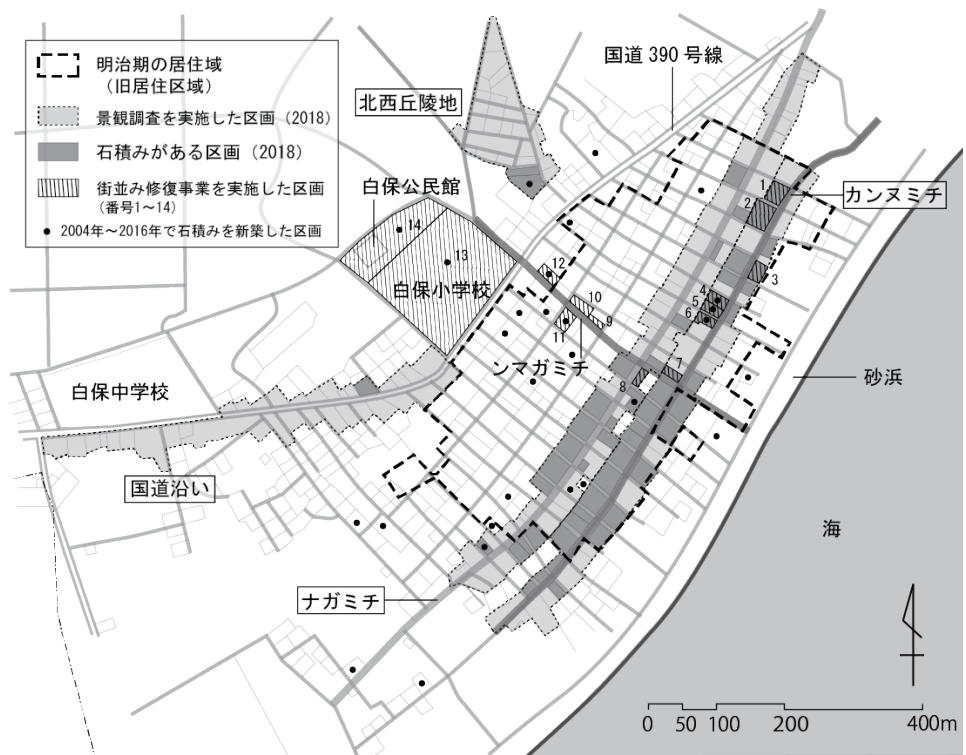 明治期の居住域
(旧居住区域)
景観調査を実施した区画 (2018)
石積みがある区画 (2018)
街並み修復事業を実施した区画
(番号1~14)
2004年~2016年で石積みを新築した区画
北西丘陵地
国道 390 号線
白保公民館
カンヌミチ
1
2
14
13
12
3
白保小学校
4
5
10
6
9
11
ンマガミチ
7
8
砂浜
白保中学校
国道沿い
海
ナガミチ
0 50 100 200 400m